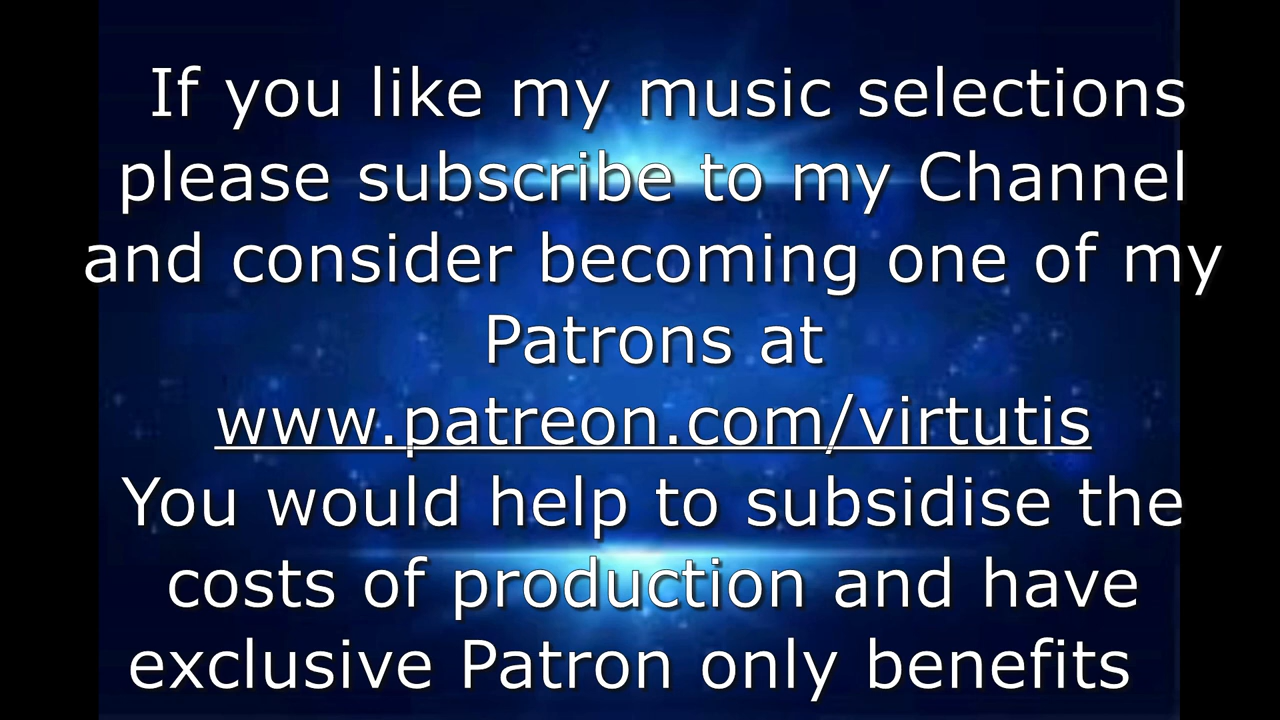 If you like my music selections
please subscribe to my Channel
and consider becoming one of my
Patrons at
www.patreon.com/virtutis
You would help to subsidise the
costs of production and have
exclusive Patron only benefits